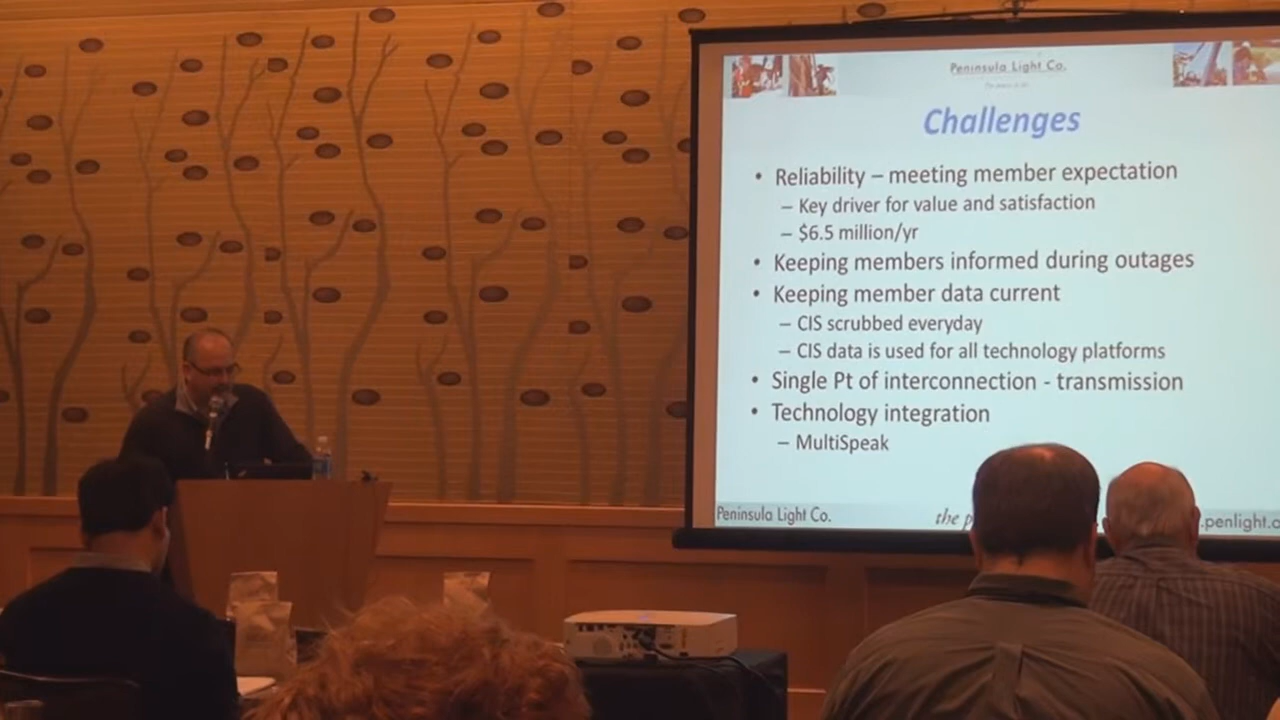 Peninsula Light Co.
Challenges
• Reliability – meeting member expectation
– Key driver for value and satisfaction
– $6.5 million/yr
• Keeping members informed during outages
• Keeping member data current
– CIS scrubbed everyday
– CIS data is used for all technology platforms
• Single Pt of interconnection - transmission
• Technology integration
– MultiSpeak
Peninsula Light Co.
the p
.penlight.o